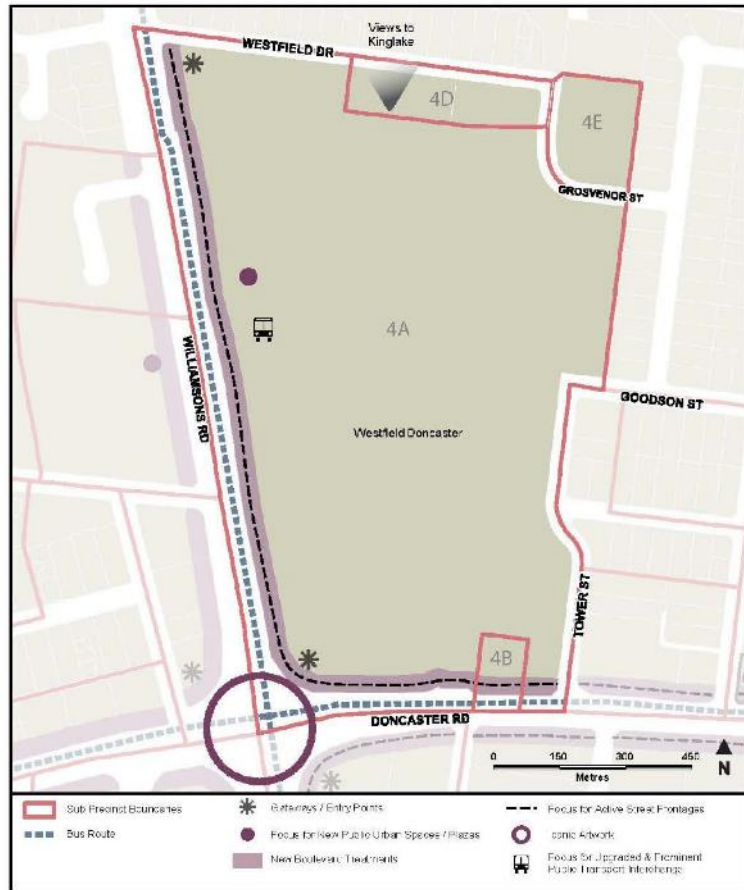 Views to
Kinglake
WESTFIELD DR
4D
4E
GROSVENOR ST
4A
WILLIAMSONS RD
GOODSON ST
Westfield Doncaster
TOWER ST
4B
DONCASTER RD
0 150 300 450
Metres
N
Sub Precinct Boundaries
Gateways / Entry Points
Focus for Active Street Frontages
Bus Route
Focus for New Public Urban Spaces / Plazas
Iconic Artwork
New Boulevard Treatments
Focus for Upgraded & Prominent
Public Transport Interchange